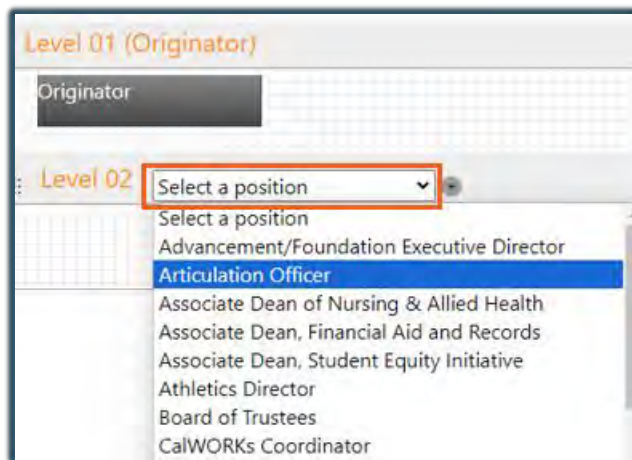 Level 01 (Originator)
Originator
Level 02
Select a position
Select a position
Advancement/Foundation Executive Director
Articulation Officer
Associate Dean of Nursing & Allied Health
Associate Dean, Financial Aid and Records
Associate Dean, Student Equity Initiative
Athletics Director
Board of Trustees
CalWORKs Coordinator